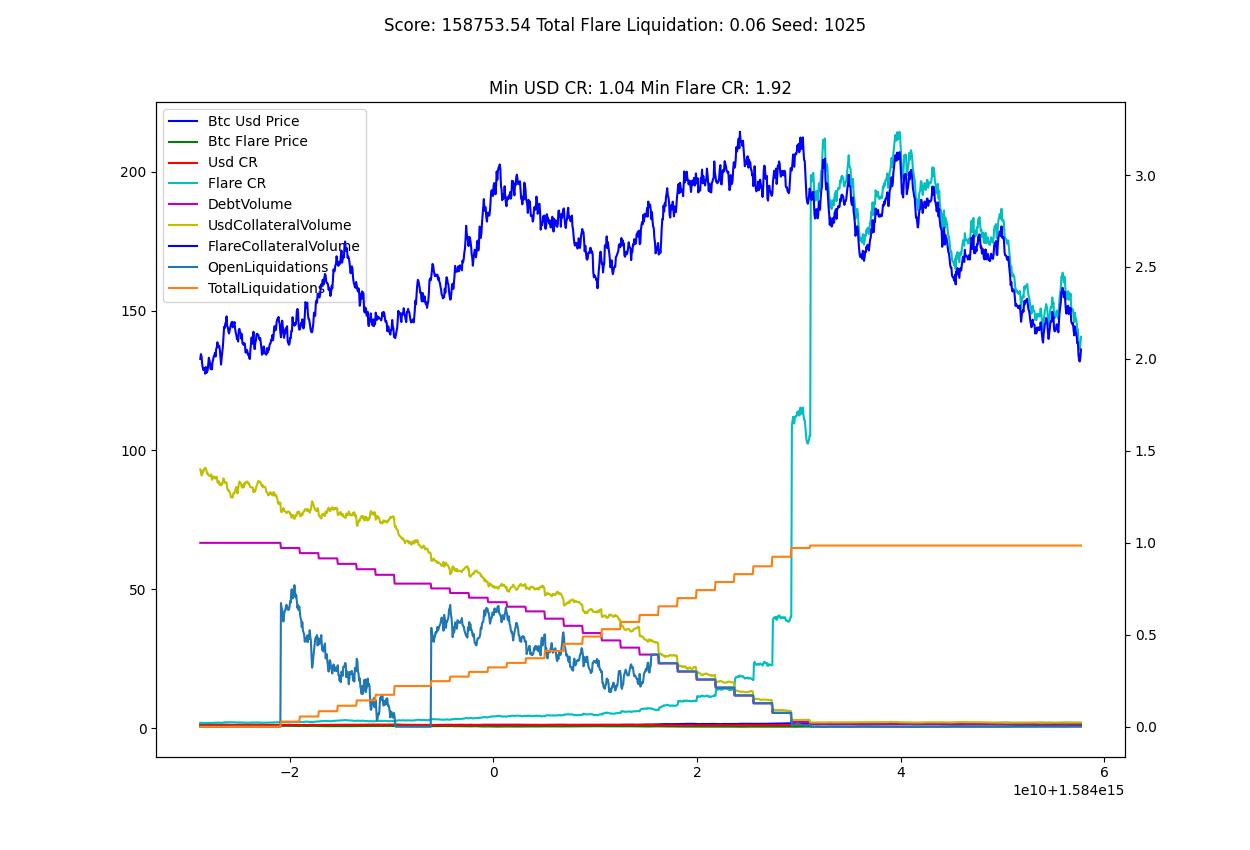 Score: 158753.54 Total Flare Liquidation: 0.06 Seed: 1025
Min USD CR: 1.04 Min Flare CR: 1.92
Btc Usd Price
Btc Flare Price
Usd CR
Flare CR
DebtVolume
UsdCollateralVolume
FlareCollateralVolume
OpenLiquidations
TotalLiquidations
200
150
100
50
0
3.0
2.5
2.0
1.5
1.0
0.5
0.0
−2 0 2 4 6
1e10+1.584e15